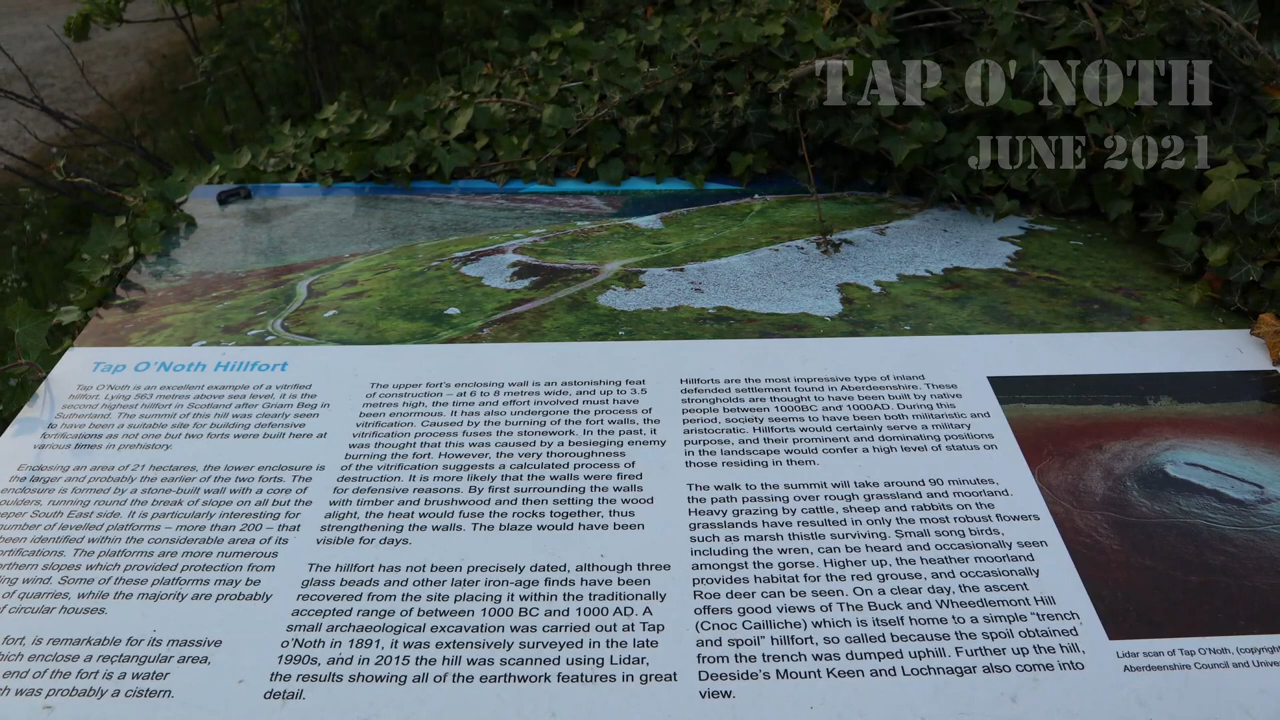 TAP O' NOTH
JUNE 2021
Tap O'Noth Hillfort
Tap O'Noth is an excellent example of a vitrified
hillfort. Lying 563 metres above sea level, it is the
second highest hillfort in Scotland after Griam Beg in
Sutherland. The summit of this hill was clearly seen
to have been a suitable site for building defensive
fortifications as not one but two forts were built here at
various times in prehistory.
Enclosing an area of 21 hectares, the lower enclosure is
the larger and probably the earlier of the two forts. The
enclosure is formed by a stone-built wall with a core of
oulders, running round the break of slope on all but the
eper South East side. It is particularly interesting for
number of levelled platforms – more than 200 – that
been identified within the considerable area of its
ortifications. The platforms are more numerous
rthern slopes which provided protection from
ing wind. Some of these platforms may be
of quarries, while the majority are probably
of circular houses.
fort, is remarkable for its massive
hich enclose a rectangular area,
end of the fort is a water
ch was probably a cistern.
The upper fort's enclosing wall is an astonishing feat
of construction – at 6 to 8 metres wide, and up to 3.5
metres high, the time and effort involved must have
been enormous. It has also undergone the process of
vitrification. Caused by the burning of the fort walls, the
vitrification process fuses the stonework. In the past, it
was thought that this was caused by a besieging enemy
burning the fort. However, the very thoroughness
of the vitrification suggests a calculated process of
destruction. It is more likely that the walls were fired
for defensive reasons. By first surrounding the walls
with timber and brushwood and then setting the wood
alight, the heat would fuse the rocks together, thus
strengthening the walls. The blaze would have been
visible for days.
The hillfort has not been precisely dated, although three
glass beads and other later iron-age finds have been
recovered from the site placing it within the traditionally
accepted range of between 1000 BC and 1000 AD. A
small archaeological excavation was carried out at Tap
o'Noth in 1891, it was extensively surveyed in the late
1990s, and in 2015 the hill was scanned using Lidar,
the results showing all of the earthwork features in great
detail.
Hillforts are the most impressive type of inland
defended settlement found in Aberdeenshire. These
strongholds are thought to have been built by native
people between 1000BC and 1000AD. During this
period, society seems to have been both militaristic and
aristocratic. Hillforts would certainly serve a military
purpose, and their prominent and dominating positions
in the landscape would confer a high level of status on
those residing in them.
The walk to the summit will take around 90 minutes,
the path passing over rough grassland and moorland.
Heavy grazing by cattle, sheep and rabbits on the
grasslands have resulted in only the most robust flowers
such as marsh thistle surviving. Small song birds,
including the wren, can be heard and occasionally seen
amongst the gorse. Higher up, the heather moorland
provides habitat for the red grouse, and occasionally
Roe deer can be seen. On a clear day, the ascent
offers good views of The Buck and Wheedlemont Hill
(Cnoc Cailliche) which is itself home to a simple "trench
and spoil" hillfort, so called because the spoil obtained
from the trench was dumped uphill. Further up the hill,
Deeside's Mount Keen and Lochnagar also come into
view.
Lidar scan of Tap O'Noth, (copyright
Aberdeenshire Council and Unive